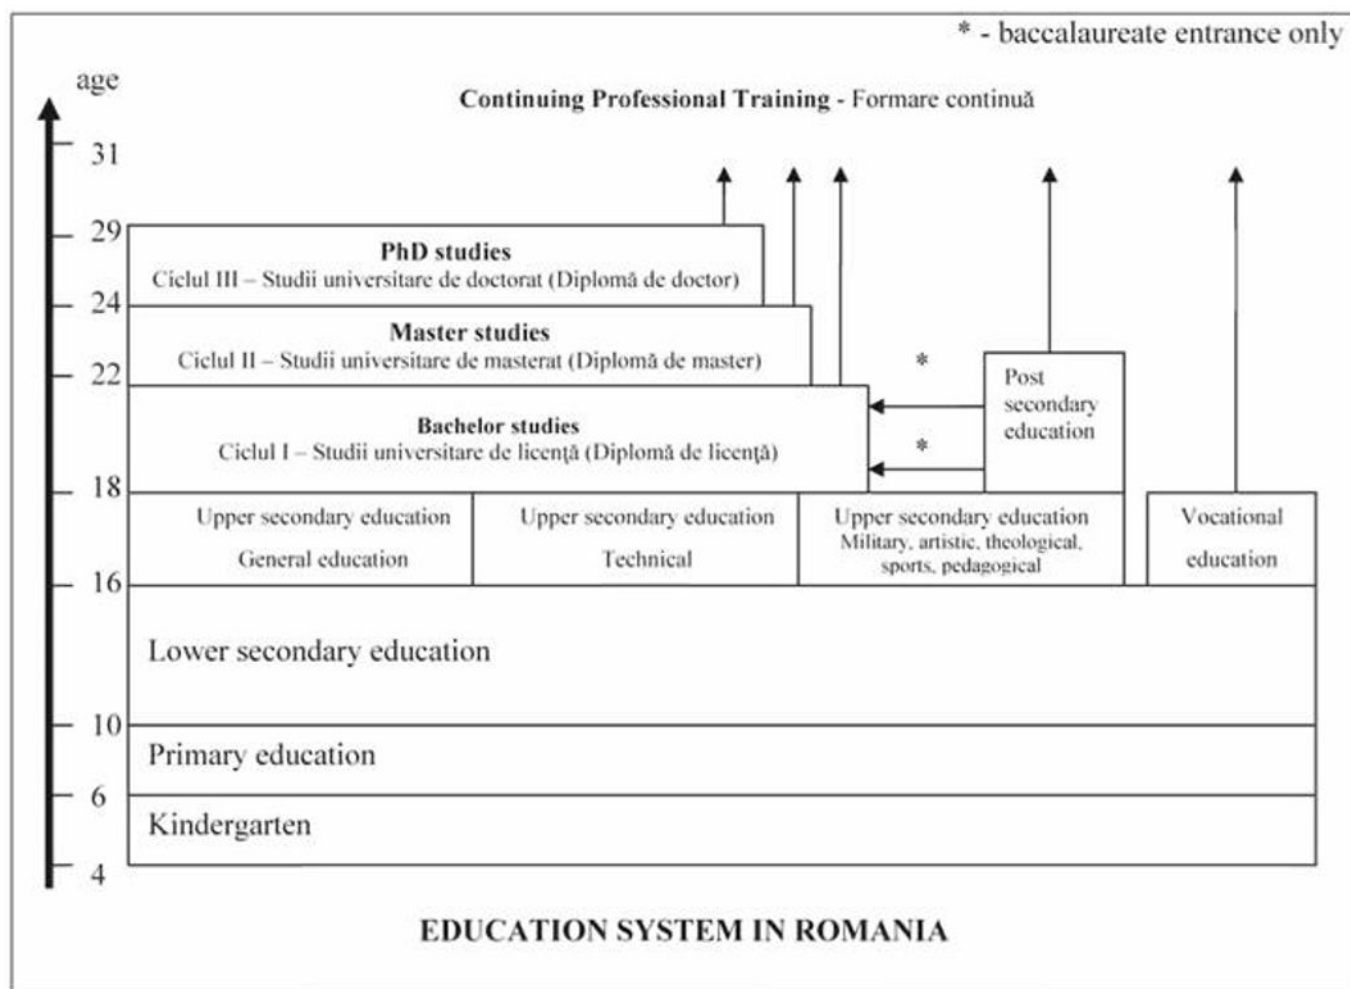 * - baccalaureate entrance only
age
Continuing Professional Training - Formare continuă
31
29
PhD studies
Ciclul III – Studii universitare de doctorat (Diplomă de doctor)
24
Master studies
Ciclul II – Studii universitare de masterat (Diplomă de master)
*
22
Post
secondary
education
Bachelor studies
Ciclul I – Studii universitare de licenţă (Diplomă de licenţă)
*
18
Upper secondary education
General education
Upper secondary education
Technical
Upper secondary education
Military, artistic, theological,
sports, pedagogical
Vocational
education
16
Lower secondary education
10
Primary education
6
Kindergarten
4
EDUCATION SYSTEM IN ROMANIA